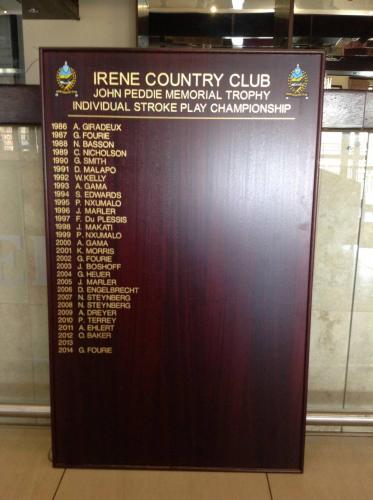 IRENE COUNTRY CLUB
JOHN PEDDIE MEMORIAL TROPHY
INDIVIDUAL STROKE PLAY CHAMPIONSHIP
1986 A. GIRADEUX
1987 G. FOURIE
1988 N. BASSON
1989 C. NICHOLSON
1990 G. SMITH
1991 D. MALAPO
1992 W. KELLY
1993 A. GAMA
1994 S. EDWARDS
1995 P. NXUMALO
1996 J. MARLER
1997 F. Du PLESSIS
1998 J. MAKATI
1999 P. NXUMALO
2000 A. GAMA
2001 K. MORRIS
2002 G. FOURIE
2003 J. BOSHOFF
2004 G. HEUER
2005 J. MARLER
2006 D. ENGELBRECHT
2007 N. STEYNBERG
2008 N. STEYNBERG
2009 A. DREYER
2010 P. TERREY
2011 A. EHLERT
2012 O. BAKER
2013
2014 G. FOURIE